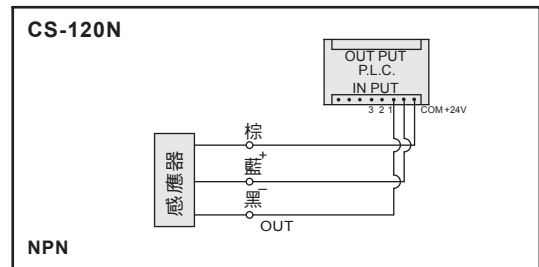 CS-120N
OUT PUT
P.L.C.
IN PUT
3 2 1 COM +24V
棕
+
藍
−
黑
OUT
感應器
NPN